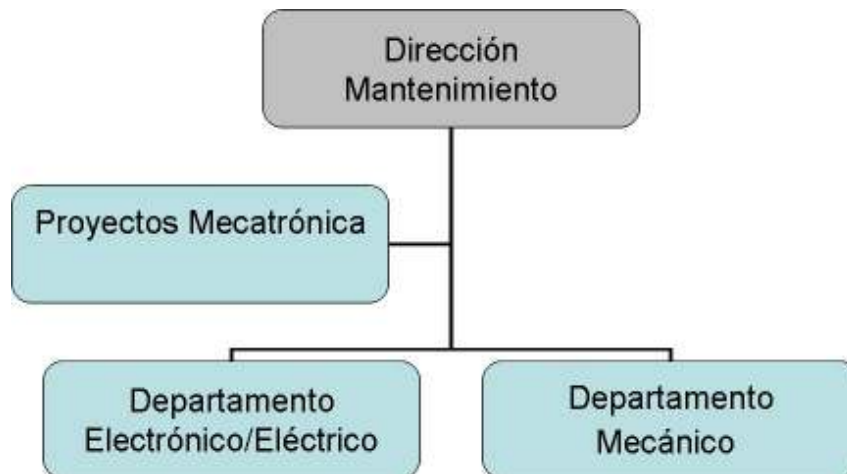 Dirección
Mantenimiento
Proyectos Mecatrónica
Departamento
Electrónico/Eléctrico
Departamento
Mecánico